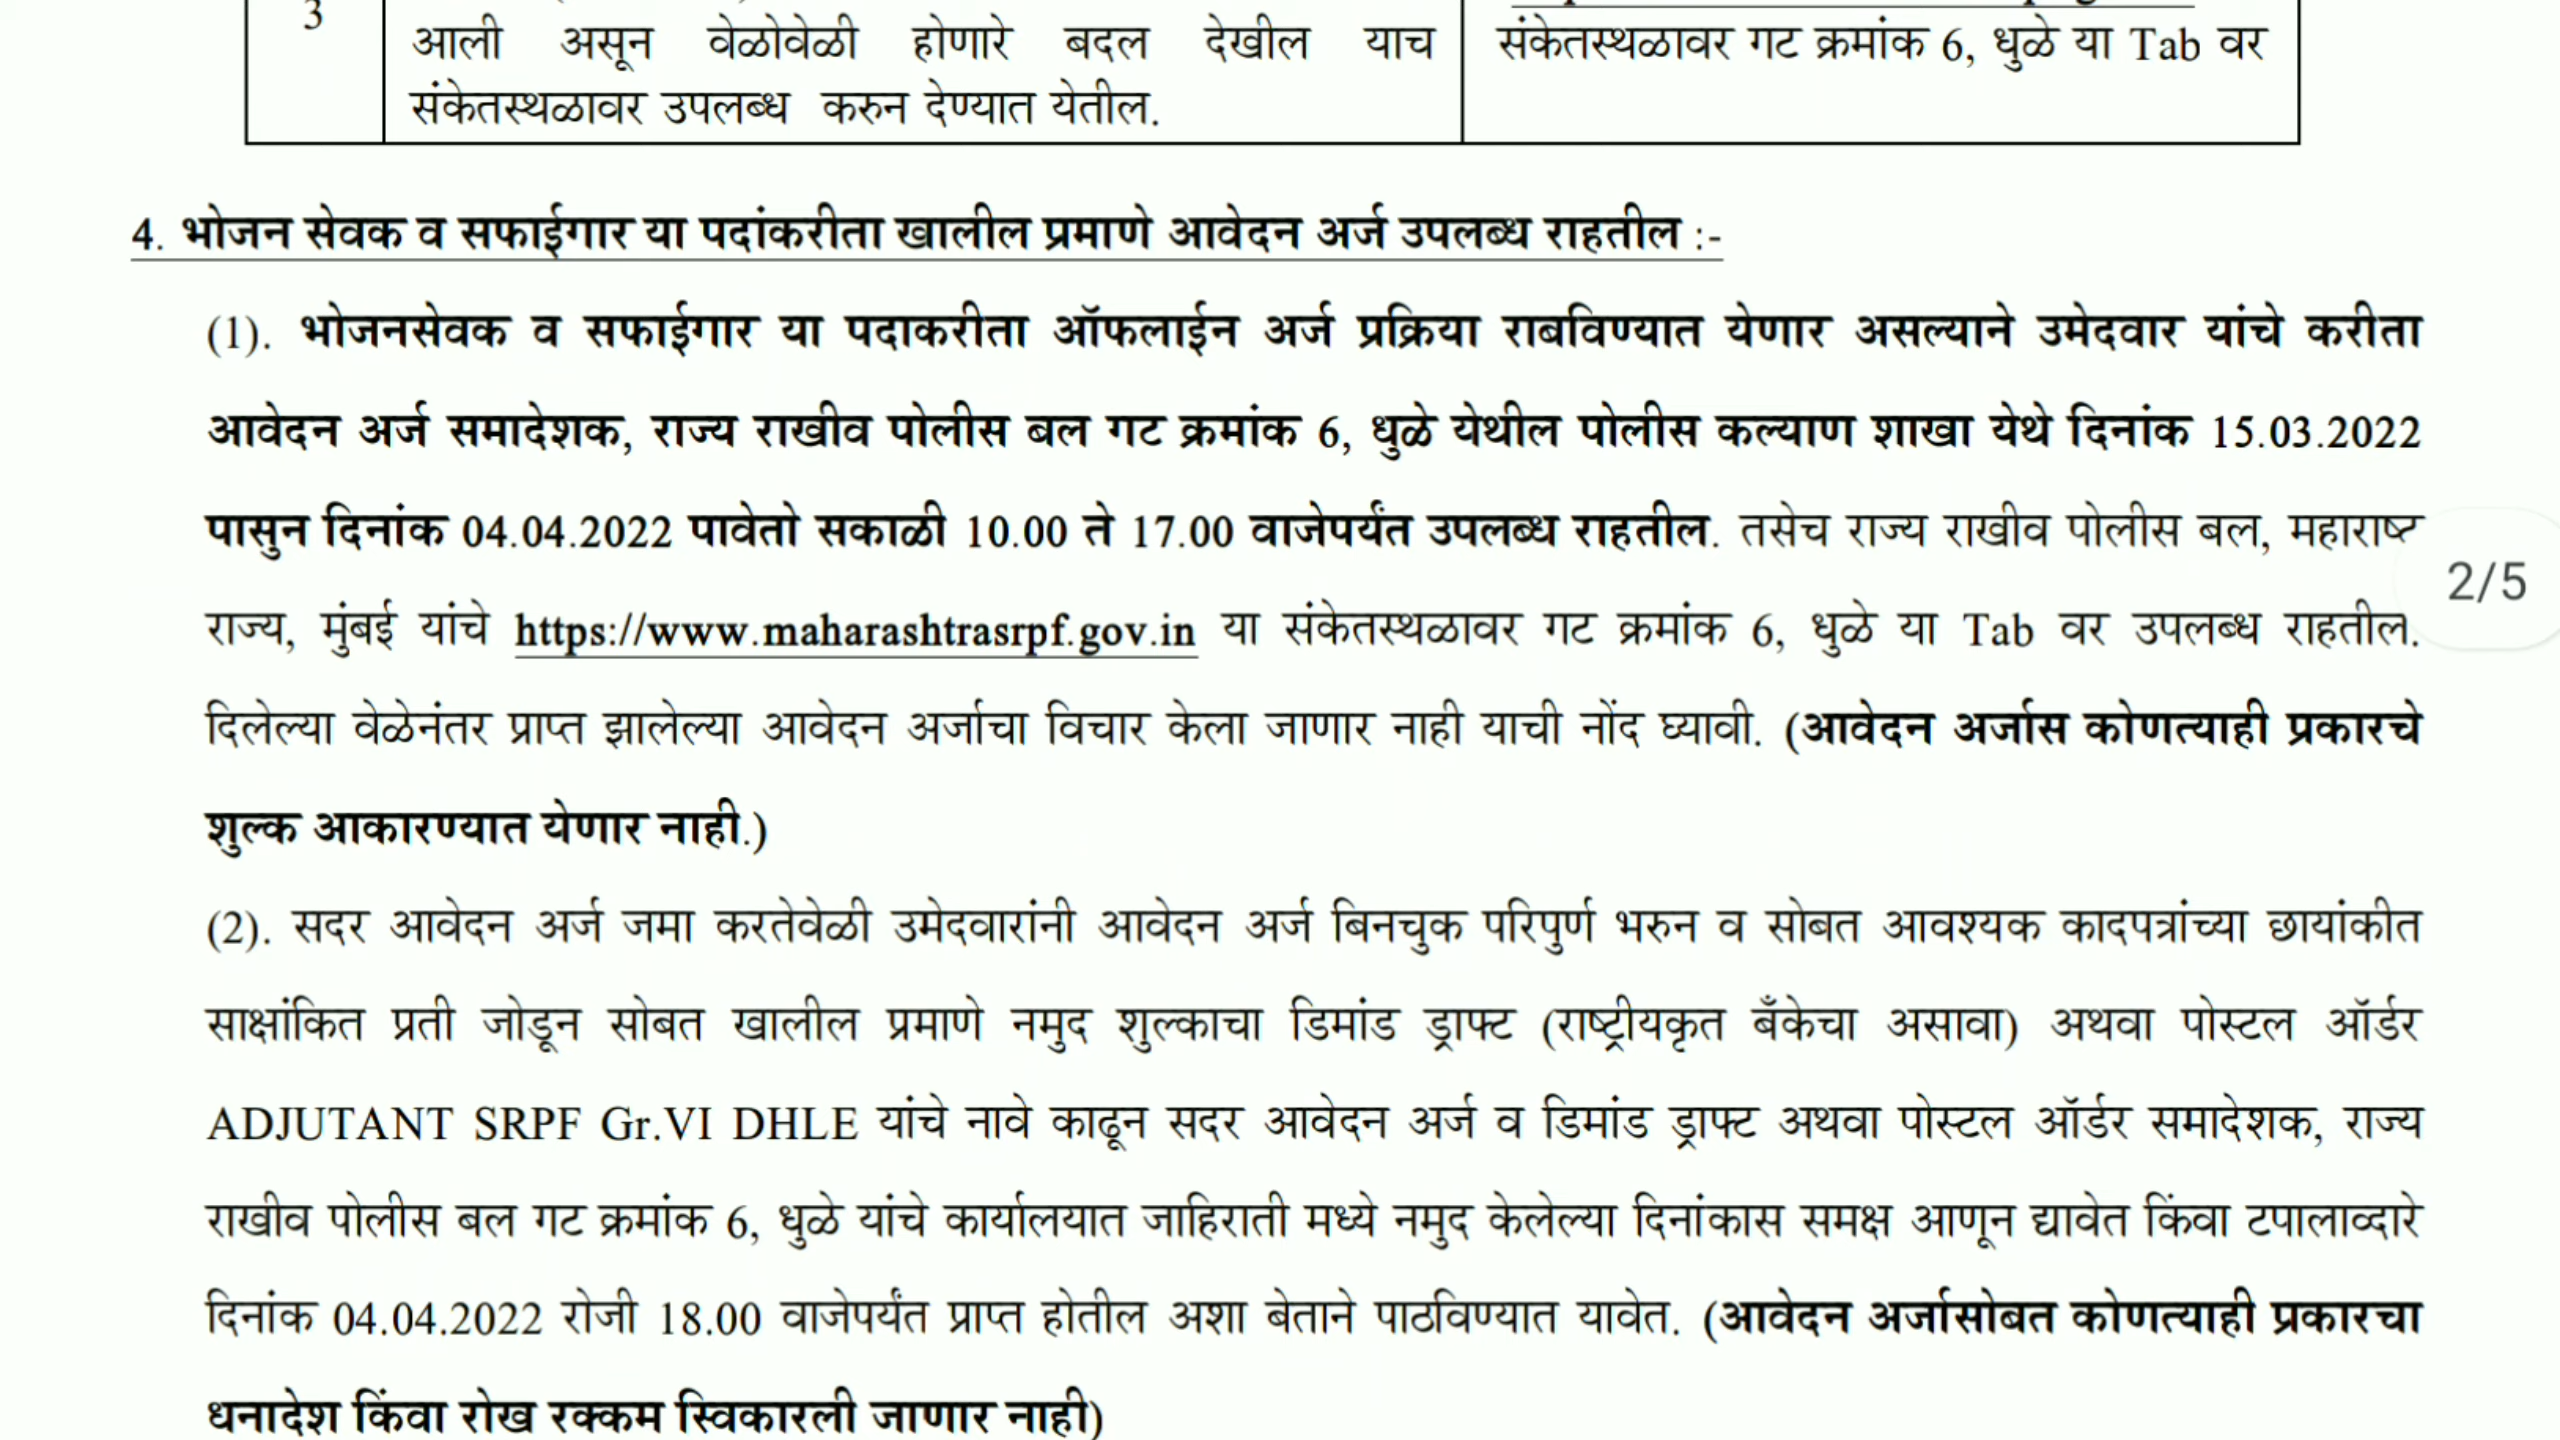 3
आली असून वेळोवेळी होणारे बदल देखील याच
संकेतस्थळावर उपलब्ध करुन देण्यात येतील.
संकेतस्थळावर गट क्रमांक 6, धुळे या Tab वर
4. भोजन सेवक व सफाईगार या पदांकरीता खालील प्रमाणे आवेदन अर्ज उपलब्ध राहतील :-
(1). भोजनसेवक व सफाईगार या पदाकरीता ऑफलाईन अर्ज प्रक्रिया राबविण्यात येणार असल्याने उमेदवार यांचे करीता
आवेदन अर्ज समादेशक, राज्य राखीव पोलीस बल गट क्रमांक 6, धुळे येथील पोलीस कल्याण शाखा येथे दिनांक 15.03.2022
पासुन दिनांक 04.04.2022 पावेतो सकाळी 10.00 ते 17.00 वाजेपर्यंत उपलब्ध राहतील. तसेच राज्य राखीव पोलीस बल, महाराष्ट
2/5
राज्य, मुंबई यांचे https://www.maharashtrasrpf.gov.in या संकेतस्थळावर गट क्रमांक 6, धुळे या Tab वर उपलब्ध राहतील.
दिलेल्या वेळेनंतर प्राप्त झालेल्या आवेदन अर्जाचा विचार केला जाणार नाही याची नोंद घ्यावी. (आवेदन अर्जास कोणत्याही प्रकारचे
शुल्क आकारण्यात येणार नाही.)
(2). सदर आवेदन अर्ज जमा करतेवेळी उमेदवारांनी आवेदन अर्ज बिनचुक परिपुर्ण भरुन व सोबत आवश्यक कादपत्रांच्या छायांकीत
साक्षांकित प्रती जोडून सोबत खालील प्रमाणे नमुद शुल्काचा डिमांड ड्राफ्ट (राष्ट्रीयकृत बँकेचा असावा) अथवा पोस्टल ऑर्डर
ADJUTANT SRPF Gr.VI DHLE यांचे नावे काढून सदर आवेदन अर्ज व डिमांड ड्राफ्ट अथवा पोस्टल ऑर्डर समादेशक, राज्य
राखीव पोलीस बल गट क्रमांक 6, धुळे यांचे कार्यालयात जाहिराती मध्ये नमुद केलेल्या दिनांकास समक्ष आणून द्यावेत किंवा टपालाव्दारे
दिनांक 04.04.2022 रोजी 18.00 वाजेपर्यंत प्राप्त होतील अशा बेताने पाठविण्यात यावेत. (आवेदन अर्जासोबत कोणत्याही प्रकारचा
धनादेश किंवा रोख रक्कम स्विकारली जाणार नाही)